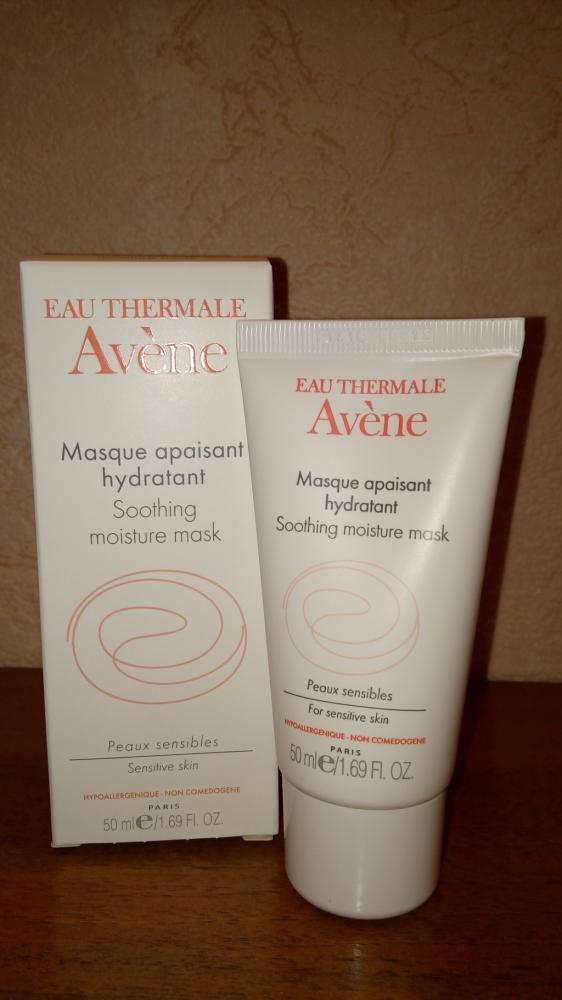 EAU THERMALE
Avène
Masque apaisant
hydratant
Soothing
moisture mask
Peaux sensibles
Sensitive skin
HYPOALLERGENIQUE - NON COMEDOGENE
PARIS
50 ml e/1.69 Fl. OZ.
EAU THERMALE
Avène
Masque apaisant
hydratant
Soothing moisture mask
Peaux sensibles
For sensitive skin
HYPOALLERGENIQUE - NON COMEDOGENE
PARIS
50 ml e/1.69 Fl. OZ.